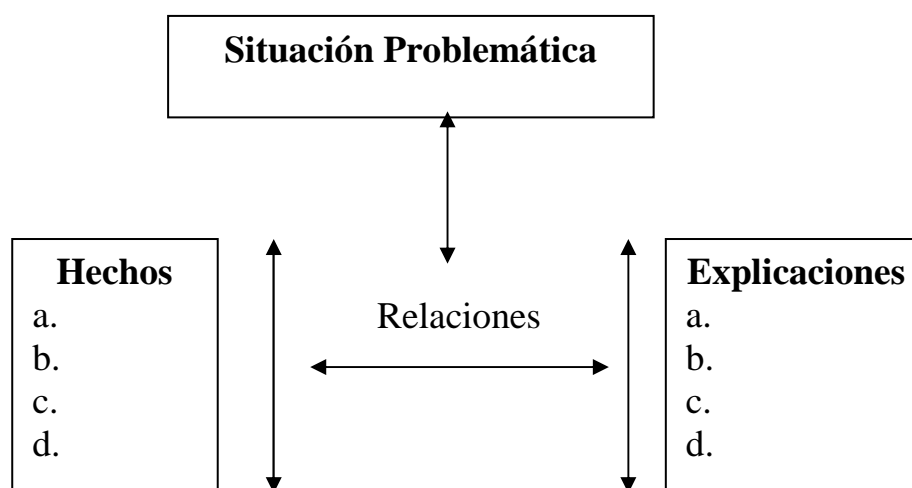 Situación Problemática
Hechos
a.
b.
c.
d.
Relaciones
Explicaciones
a.
b.
c.
d.